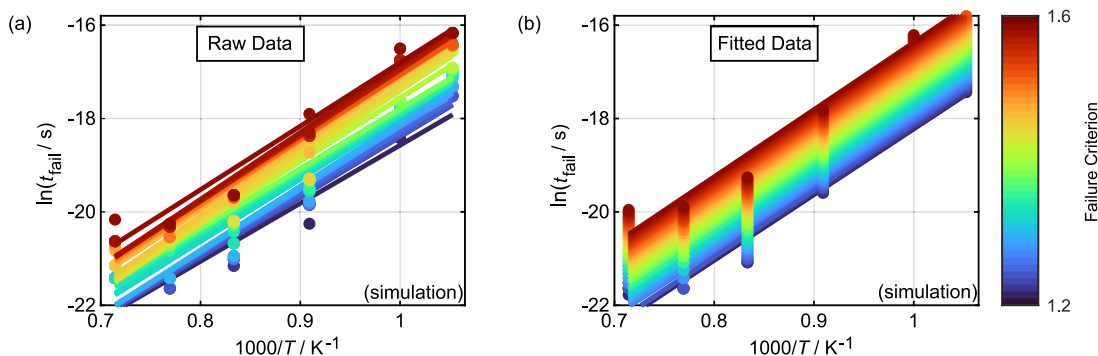 (a)
Raw Data
-16
-18
-20
-22
ln(t_fail / s)
0.7
0.8
0.9
1
1000/T / K⁻¹
(simulation)
(b)
Fitted Data
-16
-18
-20
-22
ln(t_fail / s)
0.7
0.8
0.9
1
1000/T / K⁻¹
(simulation)
1.6
Failure Criterion
1.2